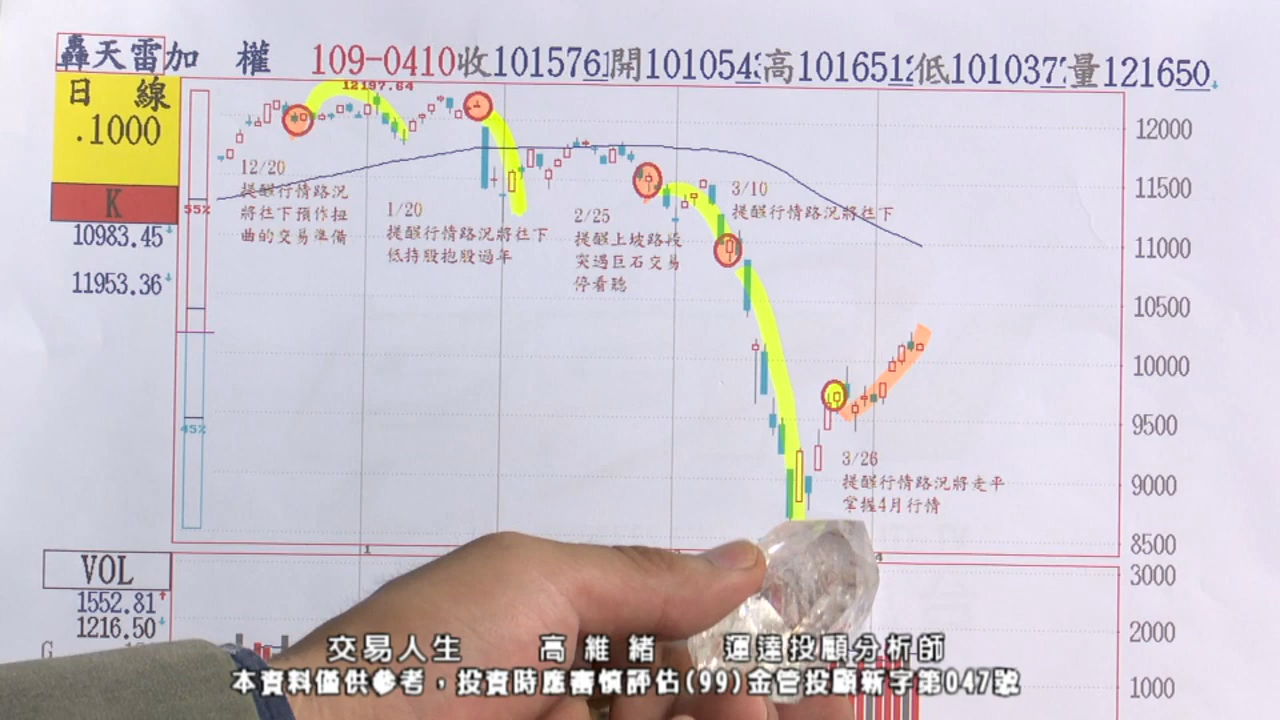 轟天雷加 權 109-0410收101576開101054高101651低101037量121650
日 線
.1000
K
10983.45
11953.36
55%
45%
12197.64
12/20
提醒行情路況
將往下預作扭
曲的交易準備
1/20
提醒行情路況將往下
低持股抱股過年
2/25
提醒上坡路段
突遇巨石交易
停看聽
3/10
提醒行情路況將往下
3/26
提醒行情路況將走平
掌握4月行情
12000
11500
11000
10500
10000
9500
9000
8500
1
4
VOL
1552.81
1216.50
3000
2000
1000
交易人生 高維緒 運達投顧分析師
本資料僅供參考，投資時應審慎評估(99)金管投顧新字第047號